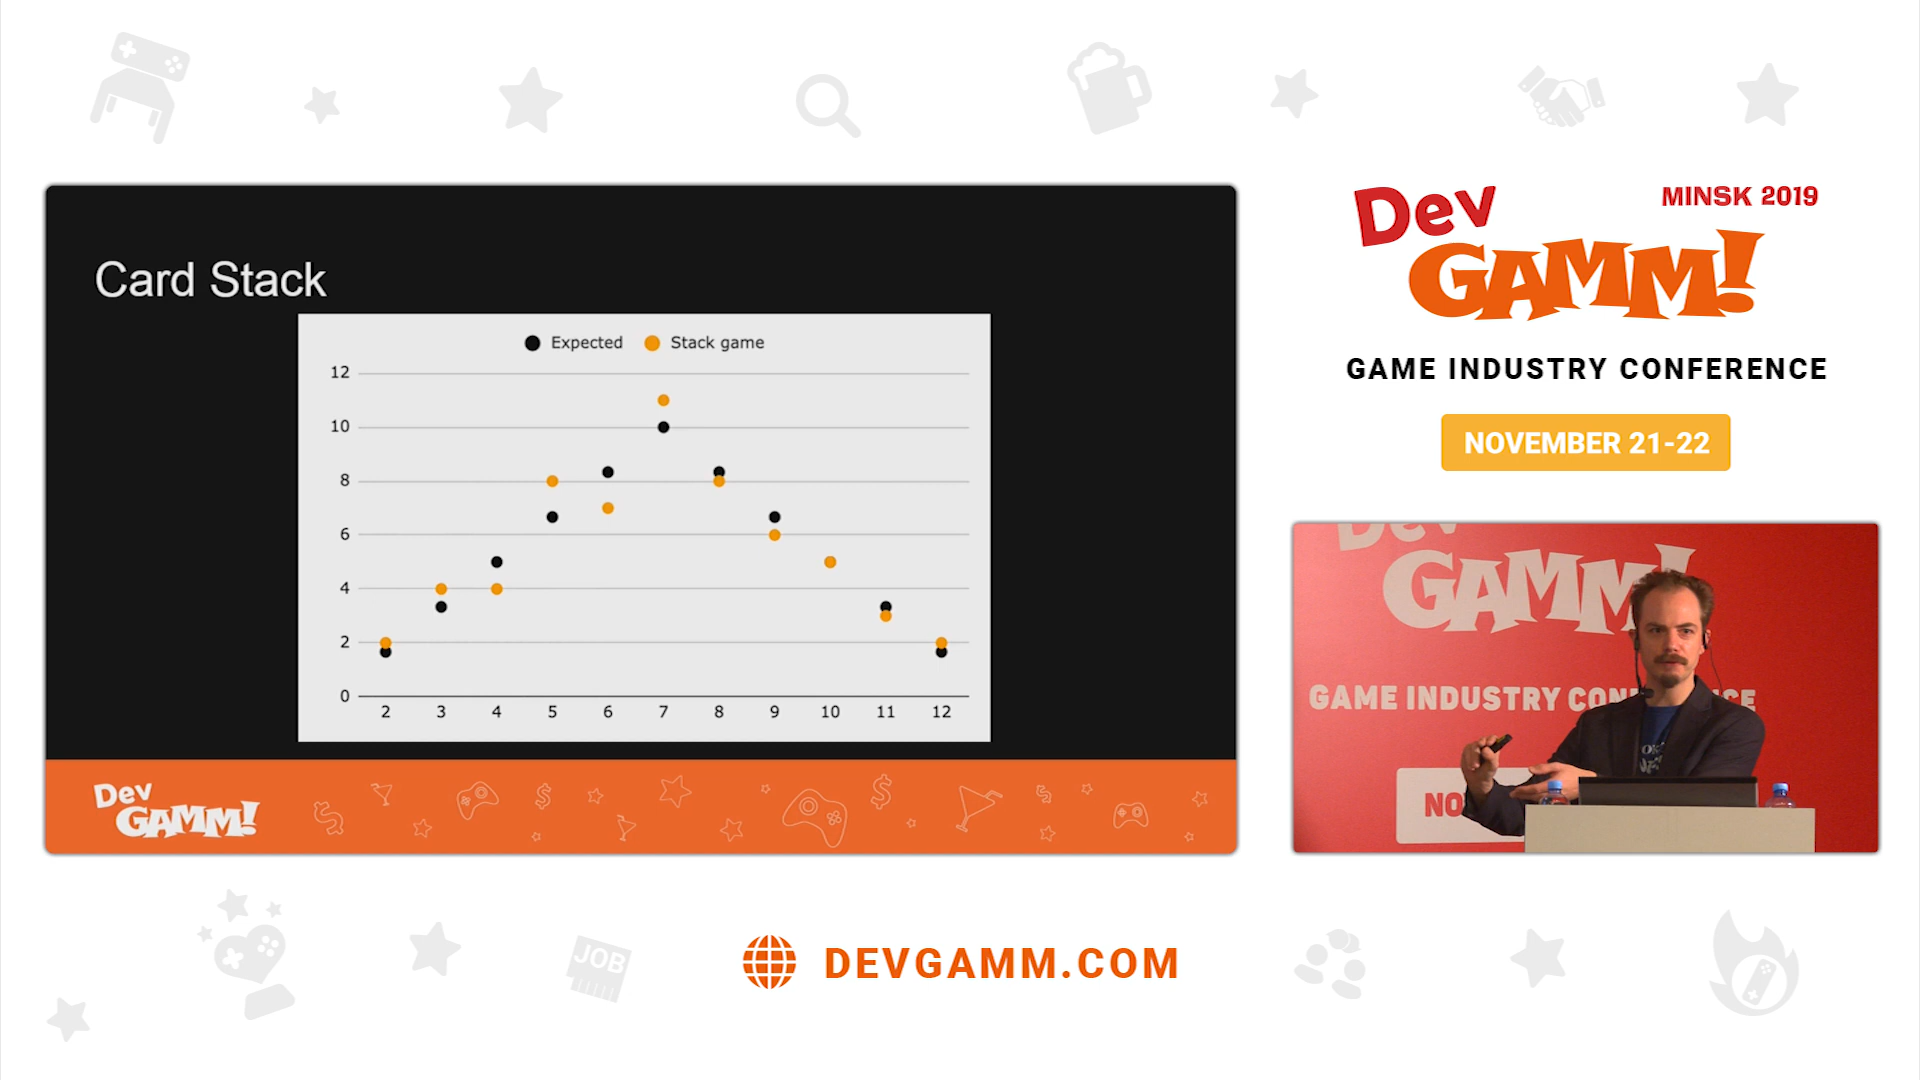 Card Stack
Expected
Stack game
12
10
8
6
4
2
0
2 3 4 5 6 7 8 9 10 11 12
Dev
GAMM!
Dev
MINSK 2019
GAMM!
GAME INDUSTRY CONFERENCE
NOVEMBER 21-22
Dev
GAMM!
GAME INDUSTRY
JOB
DEVGAMM.COM